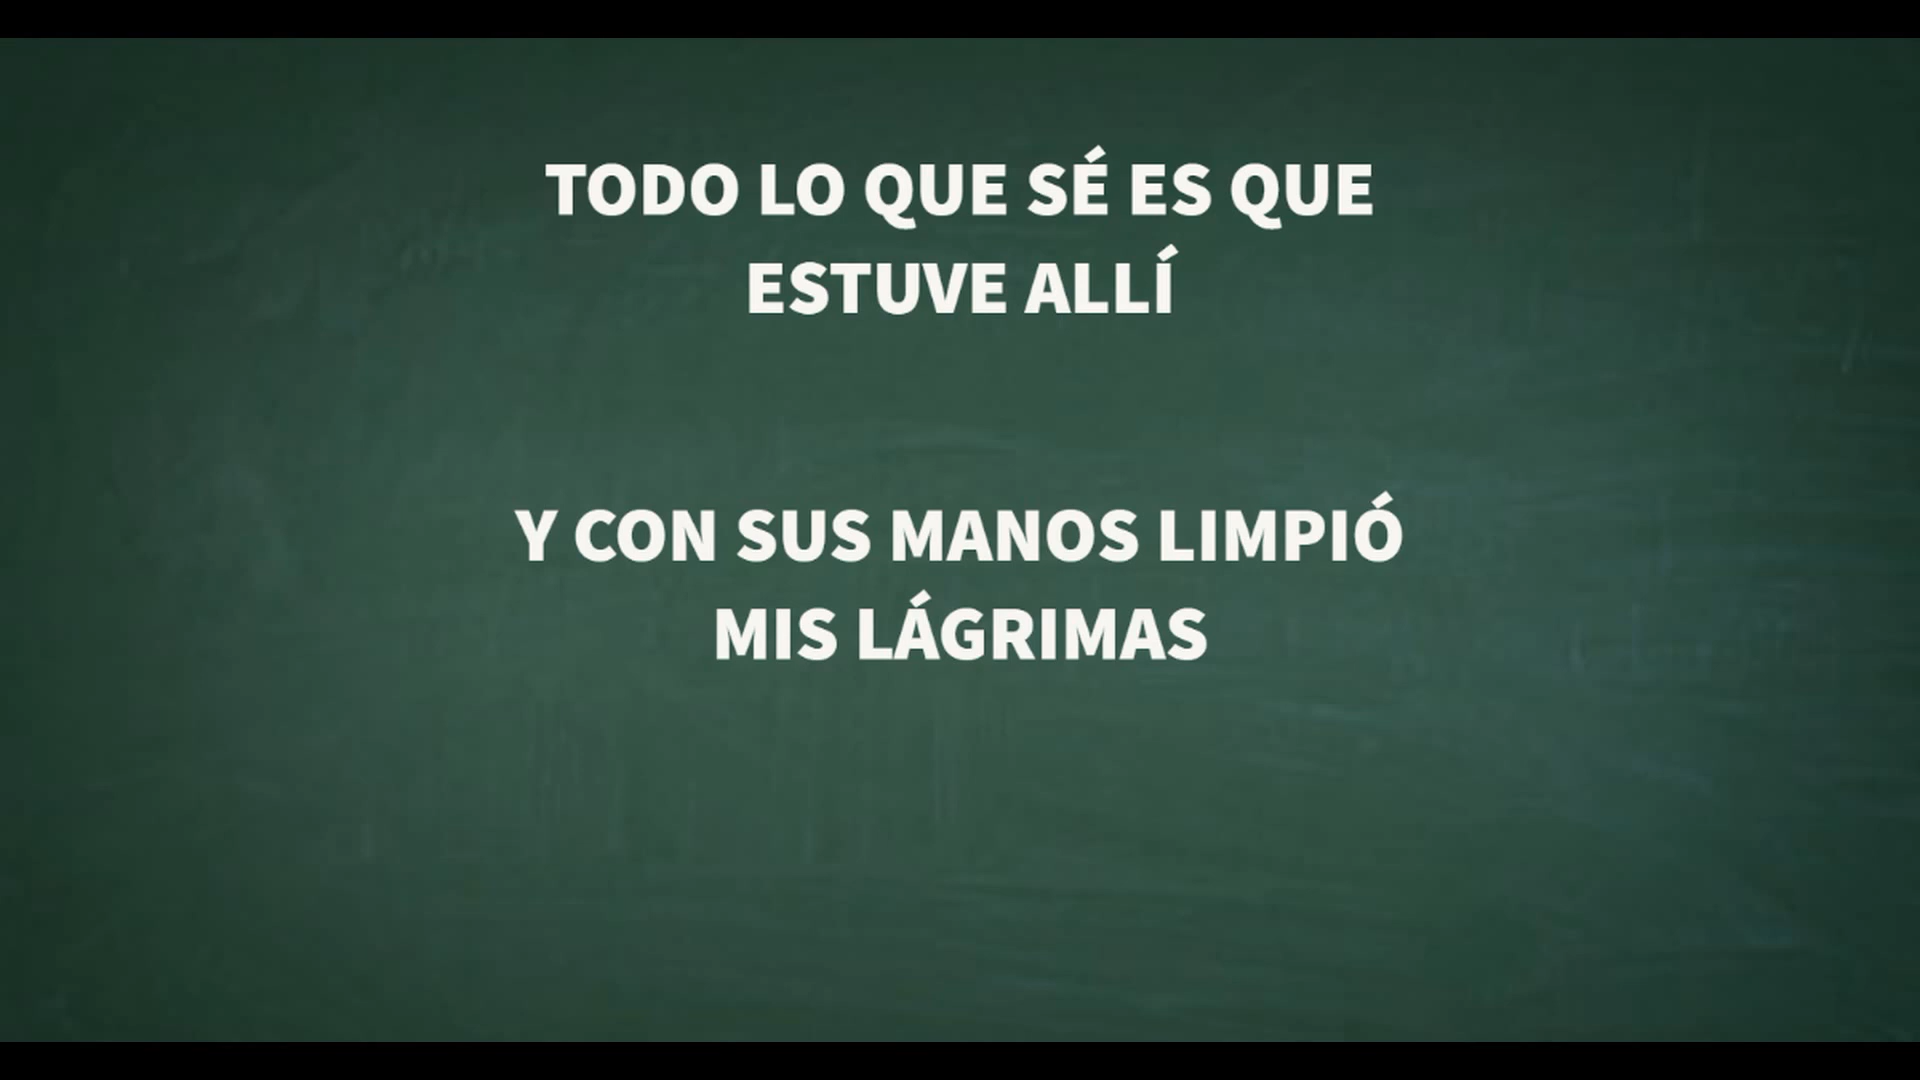 TODO LO QUE SÉ ES QUE
ESTUVE ALLÍ
Y CON SUS MANOS LIMPIÓ
MIS LÁGRIMAS